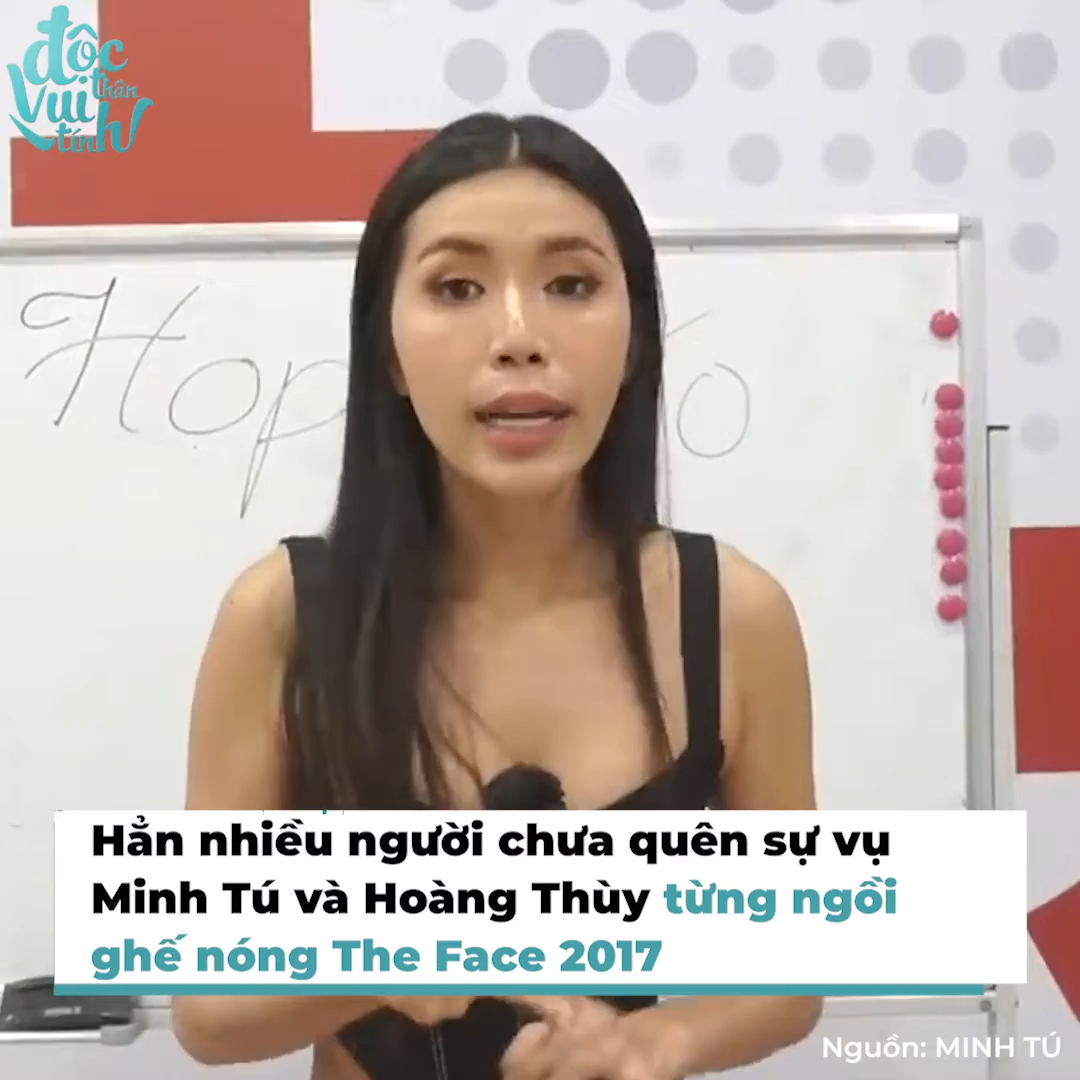 độc
thân
Vui
tính
Họp
Hẳn nhiều người chưa quên sự vụ
Minh Tú và Hoàng Thùy từng ngồi
ghế nóng The Face 2017
Nguồn: MINH TÚ